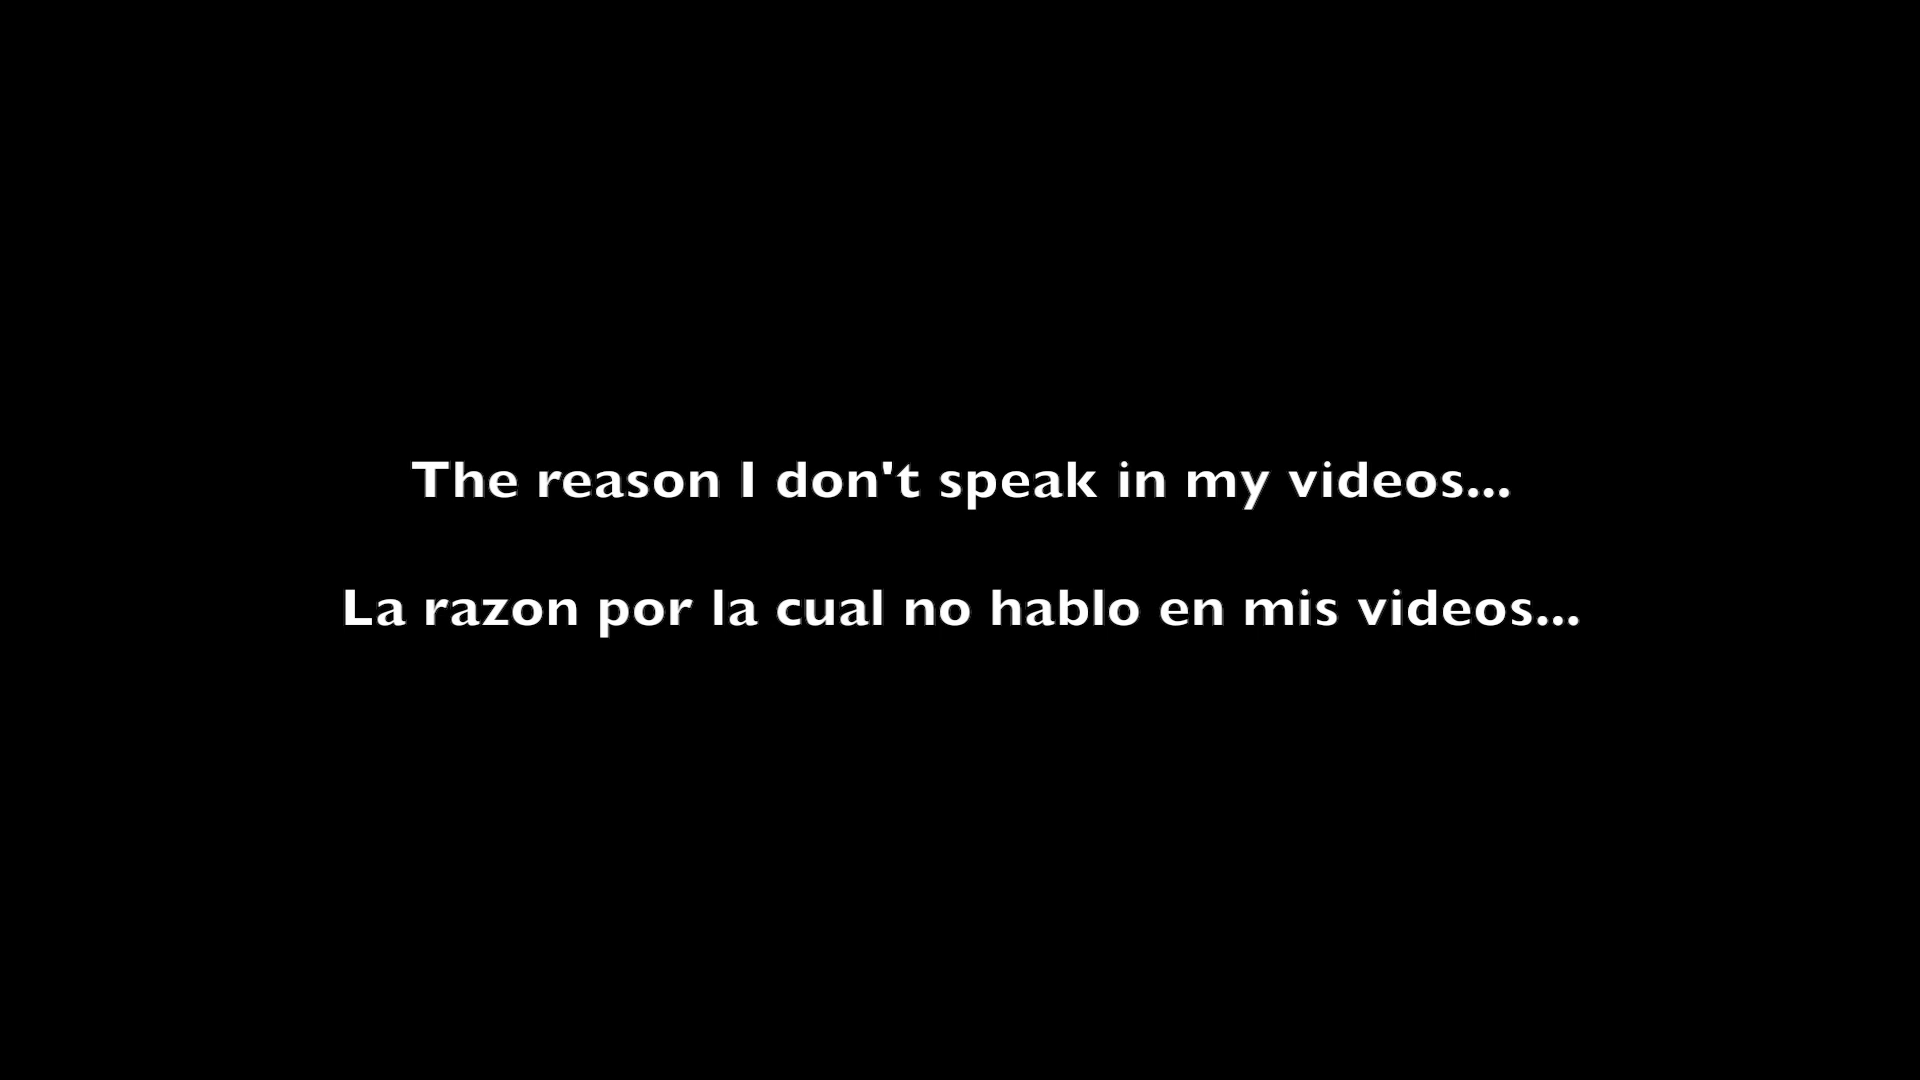 The reason I don't speak in my videos...
La razon por la cual no hablo en mis videos...